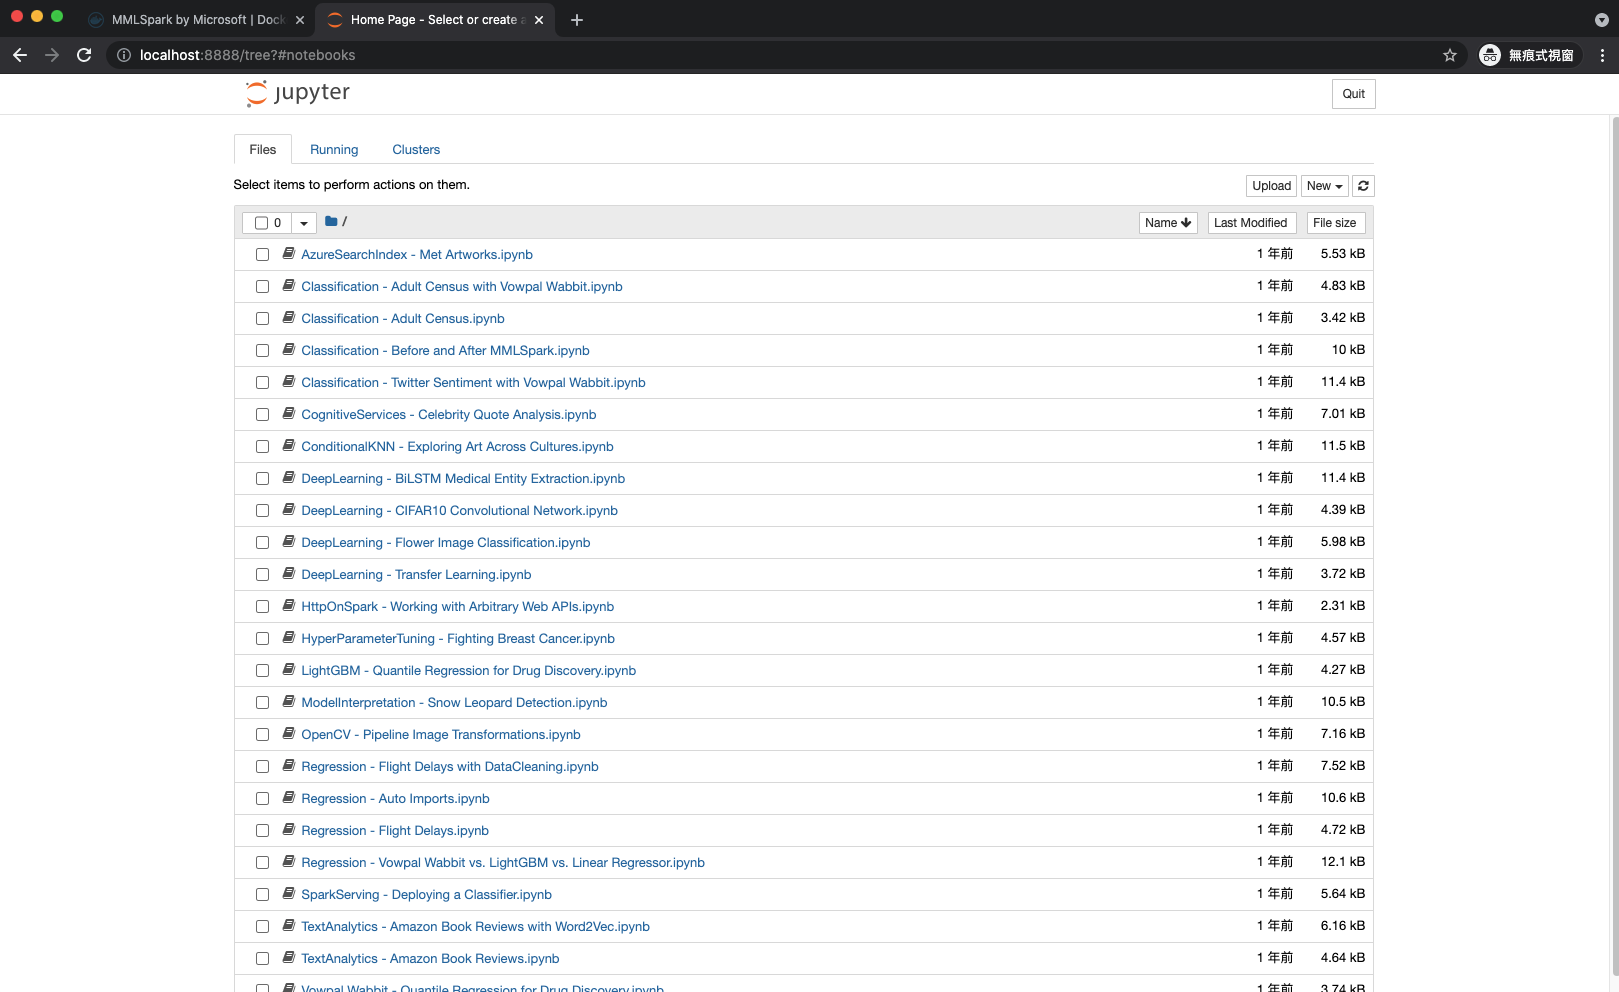 MMLSpark by Microsoft | Dock
Home Page - Select or create a
localhost:8888/tree?#notebooks
無痕式視窗
jupyter
Quit
Files Running Clusters
Select items to perform actions on them.
Upload New
0 / Name Last Modified File size
AzureSearchIndex - Met Artworks.ipynb 1 年前 5.53 kB
Classification - Adult Census with Vowpal Wabbit.ipynb 1 年前 4.83 kB
Classification - Adult Census.ipynb 1 年前 3.42 kB
Classification - Before and After MMLSpark.ipynb 1 年前 10 kB
Classification - Twitter Sentiment with Vowpal Wabbit.ipynb 1 年前 11.4 kB
CognitiveServices - Celebrity Quote Analysis.ipynb 1 年前 7.01 kB
ConditionalKNN - Exploring Art Across Cultures.ipynb 1 年前 11.5 kB
DeepLearning - BiLSTM Medical Entity Extraction.ipynb 1 年前 11.4 kB
DeepLearning - CIFAR10 Convolutional Network.ipynb 1 年前 4.39 kB
DeepLearning - Flower Image Classification.ipynb 1 年前 5.98 kB
DeepLearning - Transfer Learning.ipynb 1 年前 3.72 kB
HttpOnSpark - Working with Arbitrary Web APIs.ipynb 1 年前 2.31 kB
HyperParameterTuning - Fighting Breast Cancer.ipynb 1 年前 4.57 kB
LightGBM - Quantile Regression for Drug Discovery.ipynb 1 年前 4.27 kB
ModelInterpretation - Snow Leopard Detection.ipynb 1 年前 10.5 kB
OpenCV - Pipeline Image Transformations.ipynb 1 年前 7.16 kB
Regression - Flight Delays with DataCleaning.ipynb 1 年前 7.52 kB
Regression - Auto Imports.ipynb 1 年前 10.6 kB
Regression - Flight Delays.ipynb 1 年前 4.72 kB
Regression - Vowpal Wabbit vs. LightGBM vs. Linear Regressor.ipynb 1 年前 12.1 kB
SparkServing - Deploying a Classifier.ipynb 1 年前 5.64 kB
TextAnalytics - Amazon Book Reviews with Word2Vec.ipynb 1 年前 6.16 kB
TextAnalytics - Amazon Book Reviews.ipynb 1 年前 4.64 kB
Vowpal Wabbit - Quantile Regression for Drug Discovery.ipynb 1 年前 3.74 kB